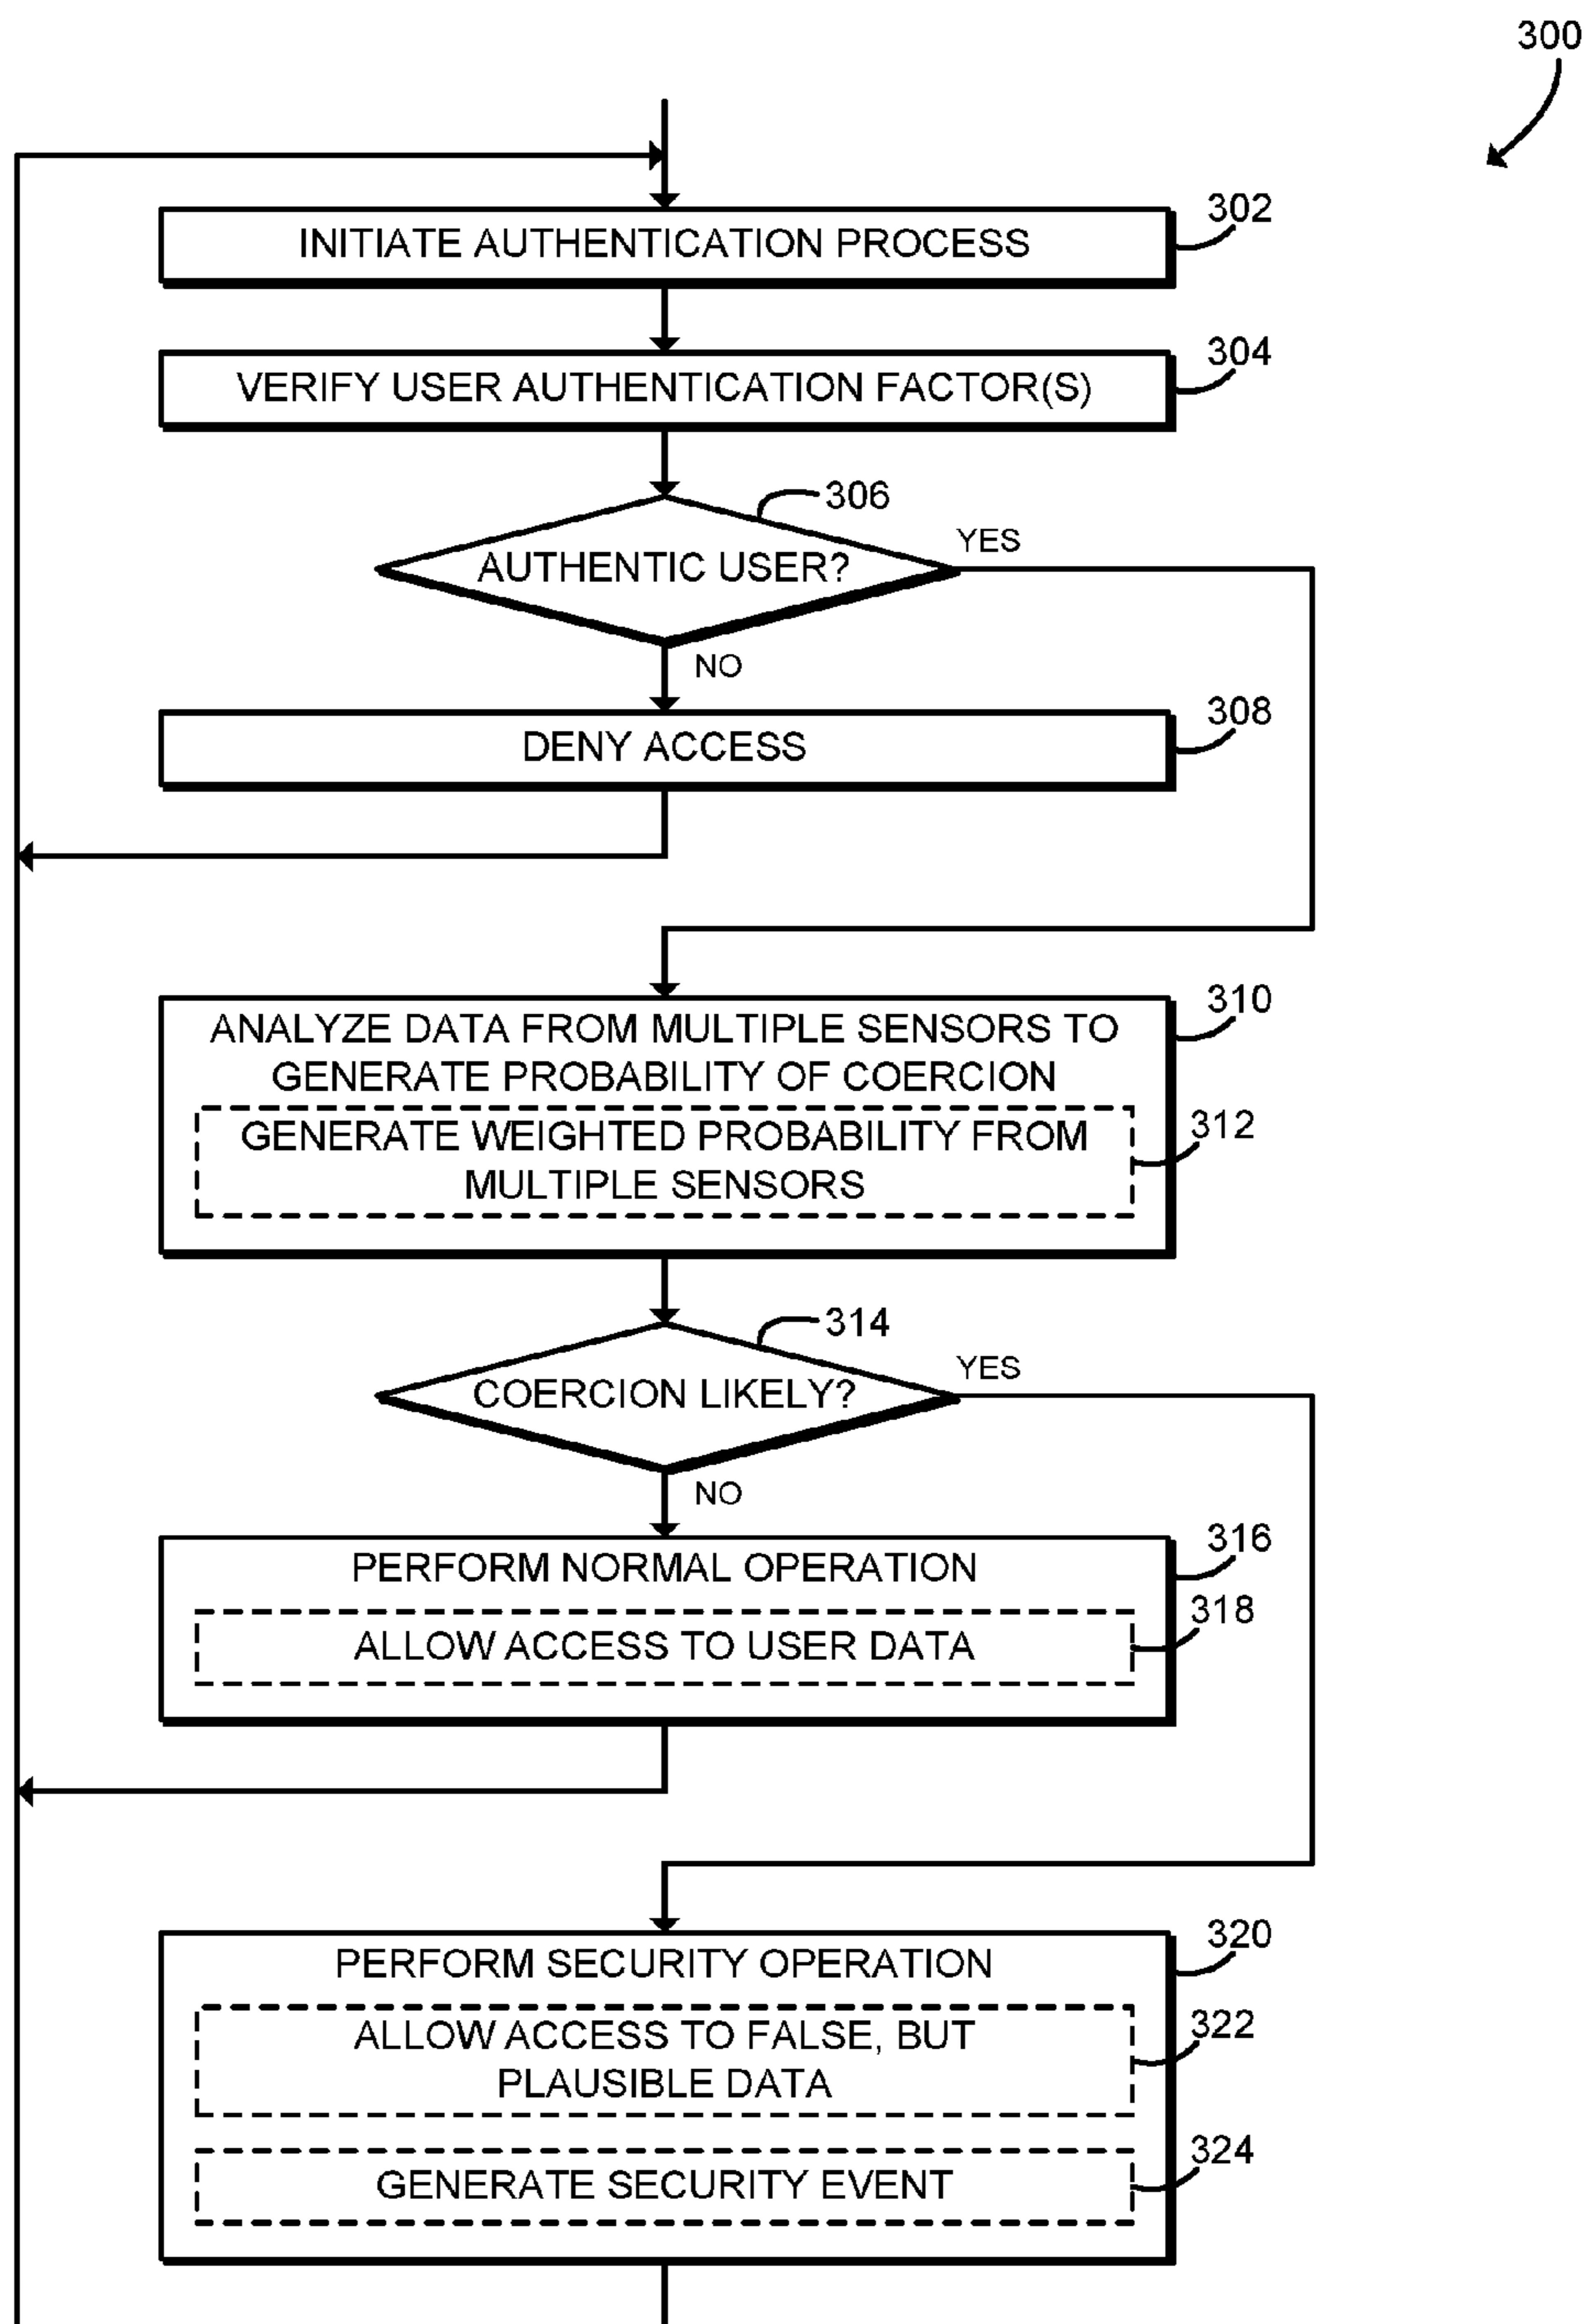 300
302
INITIATE AUTHENTICATION PROCESS
304
VERIFY USER AUTHENTICATION FACTOR(S)
306
YES
AUTHENTIC USER?
NO
308
DENY ACCESS
310
ANALYZE DATA FROM MULTIPLE SENSORS TO
GENERATE PROBABILITY OF COERCION
312
GENERATE WEIGHTED PROBABILITY FROM
MULTIPLE SENSORS
314
YES
COERCION LIKELY?
NO
316
PERFORM NORMAL OPERATION
318
ALLOW ACCESS TO USER DATA
320
PERFORM SECURITY OPERATION
322
ALLOW ACCESS TO FALSE, BUT
PLAUSIBLE DATA
324
GENERATE SECURITY EVENT